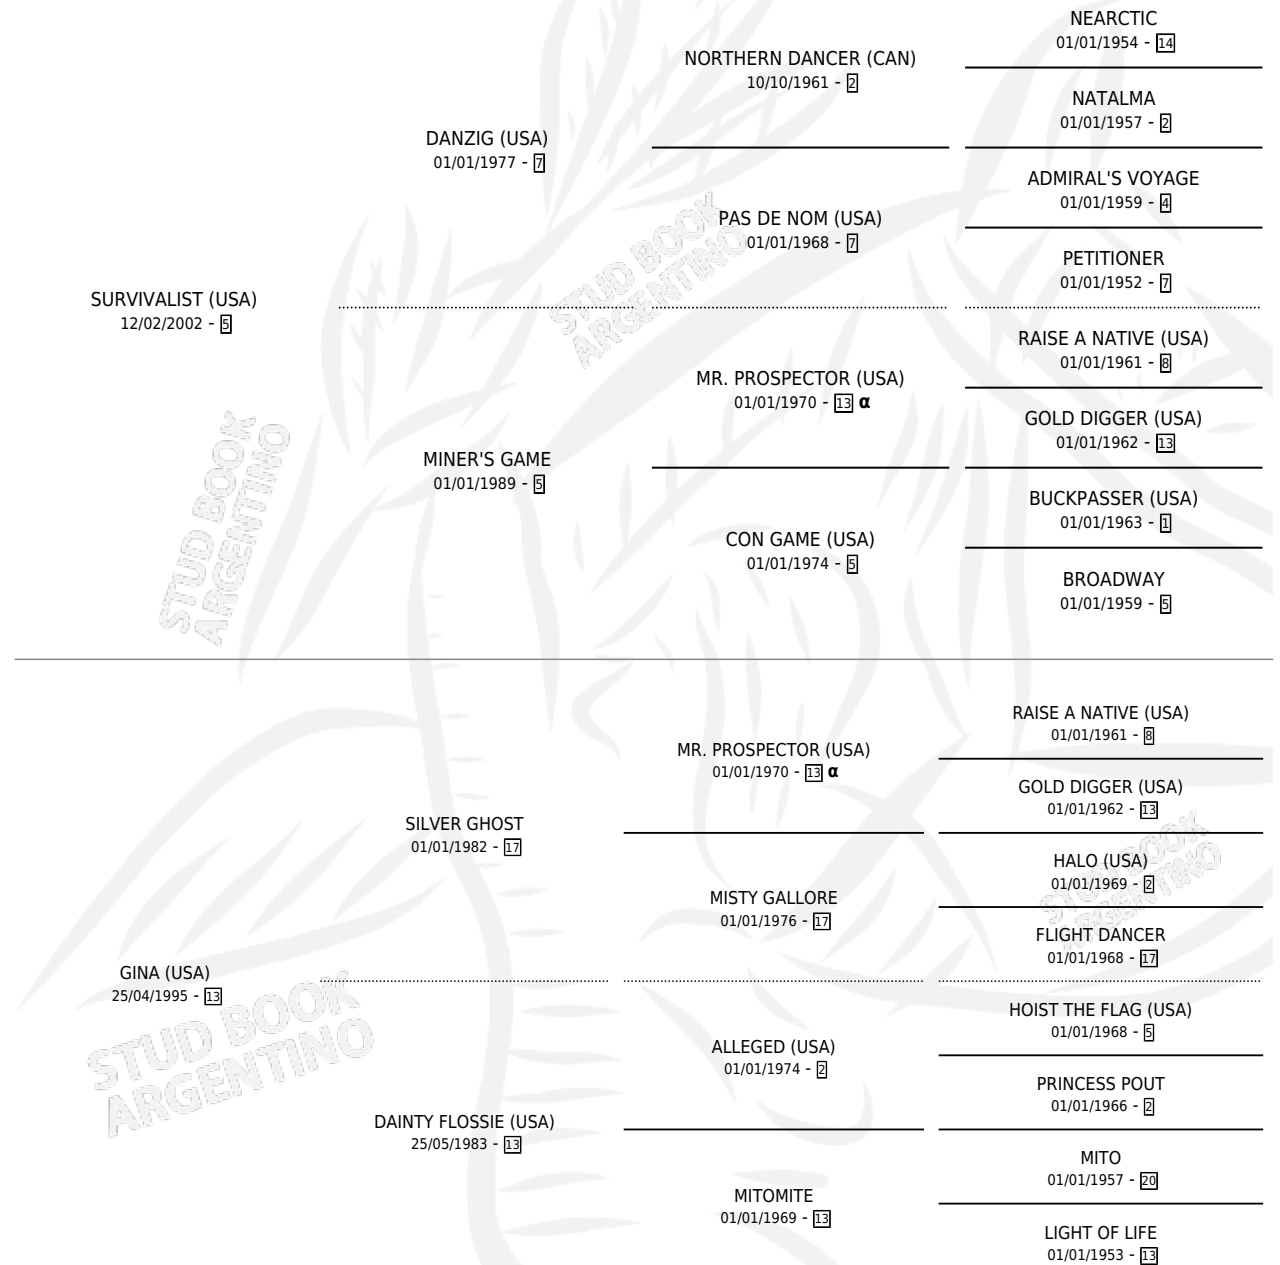 NEARCTIC
01/01/1954 - 14
NORTHERN DANCER (CAN)
10/10/1961 - 2
NATALMA
01/01/1957 - 2
DANZIG (USA)
01/01/1977 - 7
ADMIRAL'S VOYAGE
01/01/1959 - 4
PAS DE NOM (USA)
01/01/1968 - 7
PETITIONER
01/01/1952 - 7
SURVIVALIST (USA)
12/02/2002 - 5
RAISE A NATIVE (USA)
01/01/1961 - 8
MR. PROSPECTOR (USA)
01/01/1970 - 13 α
GOLD DIGGER (USA)
01/01/1962 - 13
MINER'S GAME
01/01/1989 - 5
BUCKPASSER (USA)
01/01/1963 - 1
CON GAME (USA)
01/01/1974 - 5
BROADWAY
01/01/1959 - 5
RAISE A NATIVE (USA)
01/01/1961 - 8
MR. PROSPECTOR (USA)
01/01/1970 - 13 α
GOLD DIGGER (USA)
01/01/1962 - 13
SILVER GHOST
01/01/1982 - 17
HALO (USA)
01/01/1969 - 2
MISTY GALLORE
01/01/1976 - 17
FLIGHT DANCER
01/01/1968 - 17
GINA (USA)
25/04/1995 - 13
HOIST THE FLAG (USA)
01/01/1968 - 5
ALLEGED (USA)
01/01/1974 - 2
PRINCESS POUT
01/01/1966 - 2
DAINTY FLOSSIE (USA)
25/05/1983 - 13
MITO
01/01/1957 - 20
MITOMITE
01/01/1969 - 13
LIGHT OF LIFE
01/01/1953 - 13
STUD BOOK
ARGENTINO
STUD BOOK
ARGENTINO
STUD BOOK
ARGENTINO
STUD BOOK
ARGENTINO